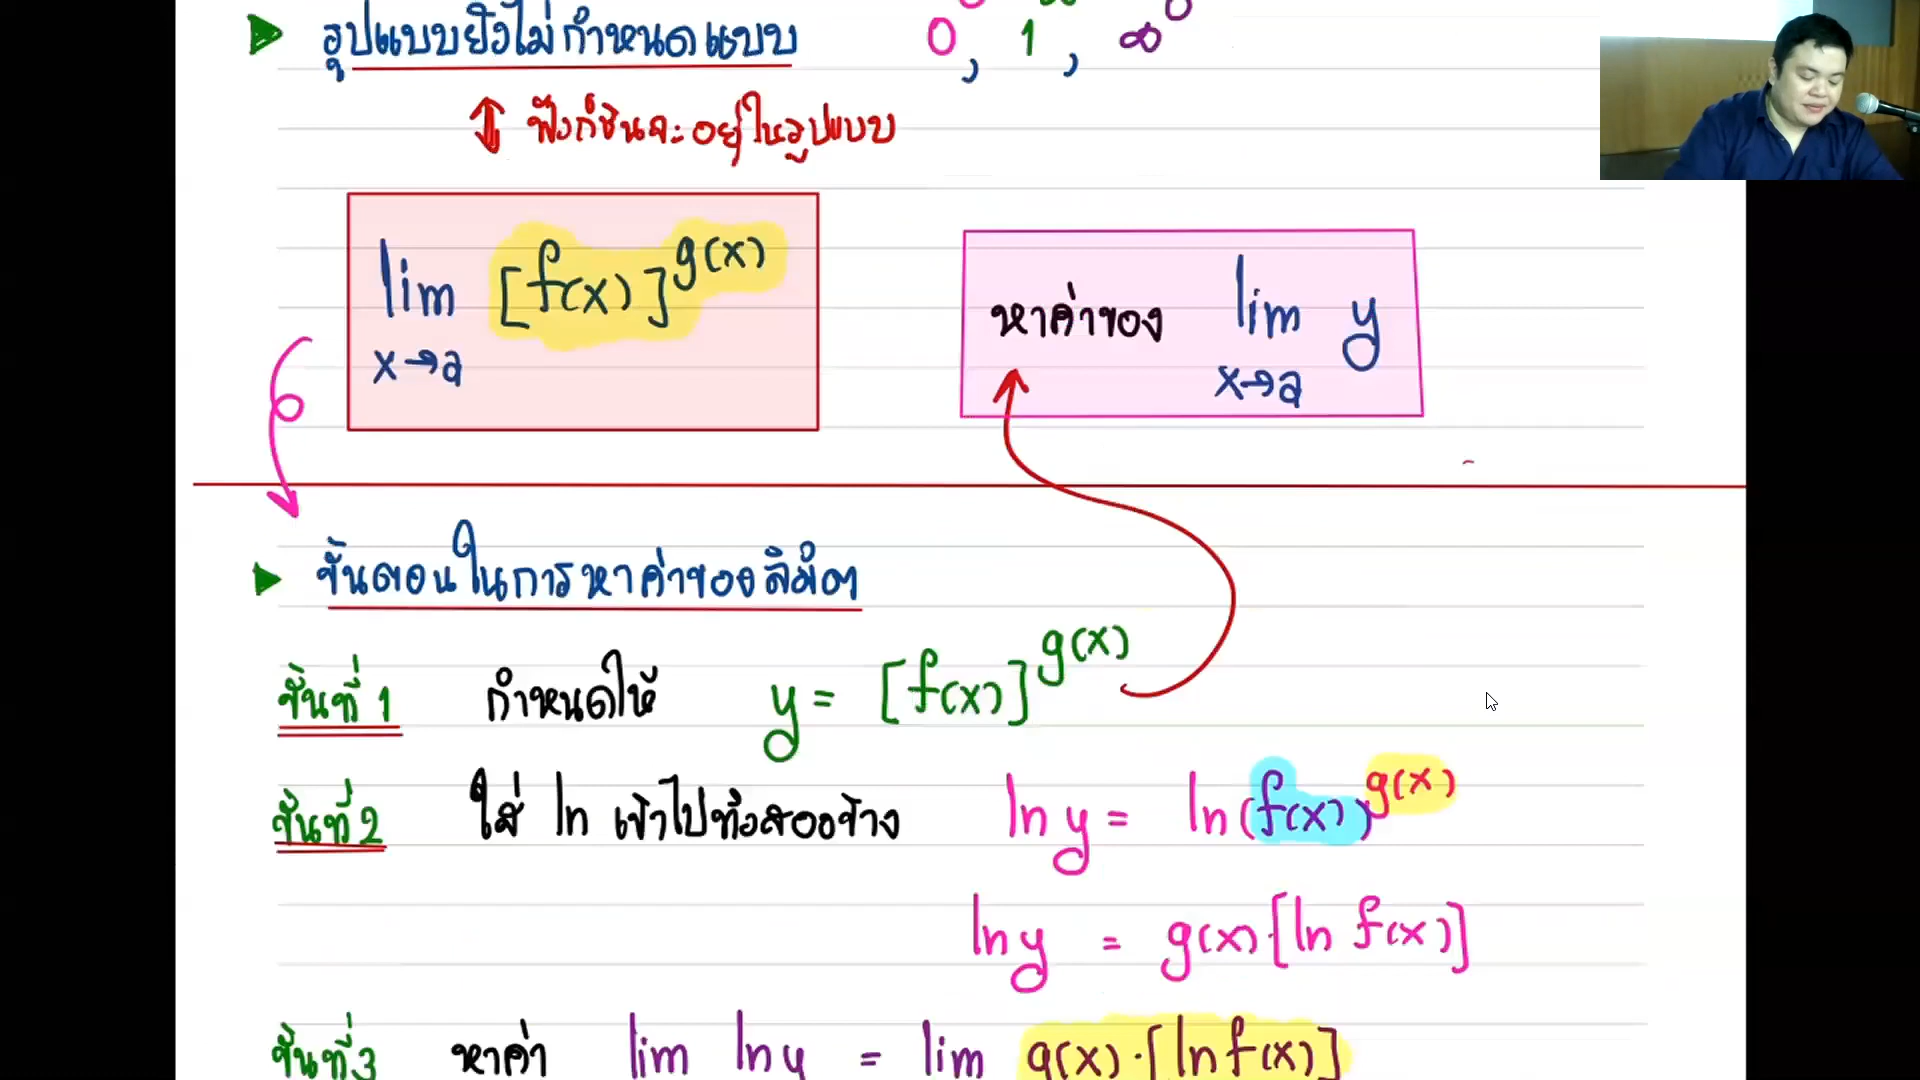 รูปแบบยังไม่กำหนดแบบ 0⁰ , 1^∞ , ∞⁰
⇕ ฟังก์ชันจะอยู่ในรูปแบบ
lim [f(x)]^g(x)
x→a
หาค่าของ lim y
x→a
ขั้นตอนในการหาค่าของลิมิต
ขั้นที่ 1 กำหนดให้ y = [f(x)]^g(x)
ขั้นที่ 2 ใส่ ln เข้าไปทั้งสองข้าง ln y = ln(f(x))^g(x)
ln y = g(x)·[ln f(x)]
ขั้นที่ 3 หาค่า lim ln y = lim g(x)·[ln f(x)]